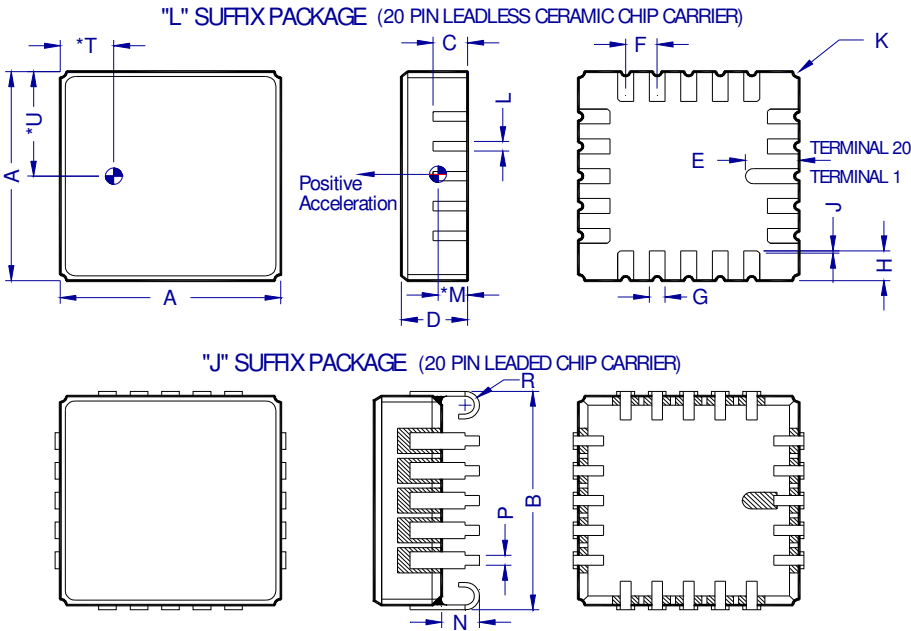 "L" SUFFIX PACKAGE (20 PIN LEADLESS CERAMIC CHIP CARRIER)
*T
C
F
K
*U
L
A
E
TERMINAL 20
TERMINAL 1
Positive
Acceleration
J
H
A
*M
G
D
"J" SUFFIX PACKAGE (20 PIN LEADED CHIP CARRIER)
R
B
P
N